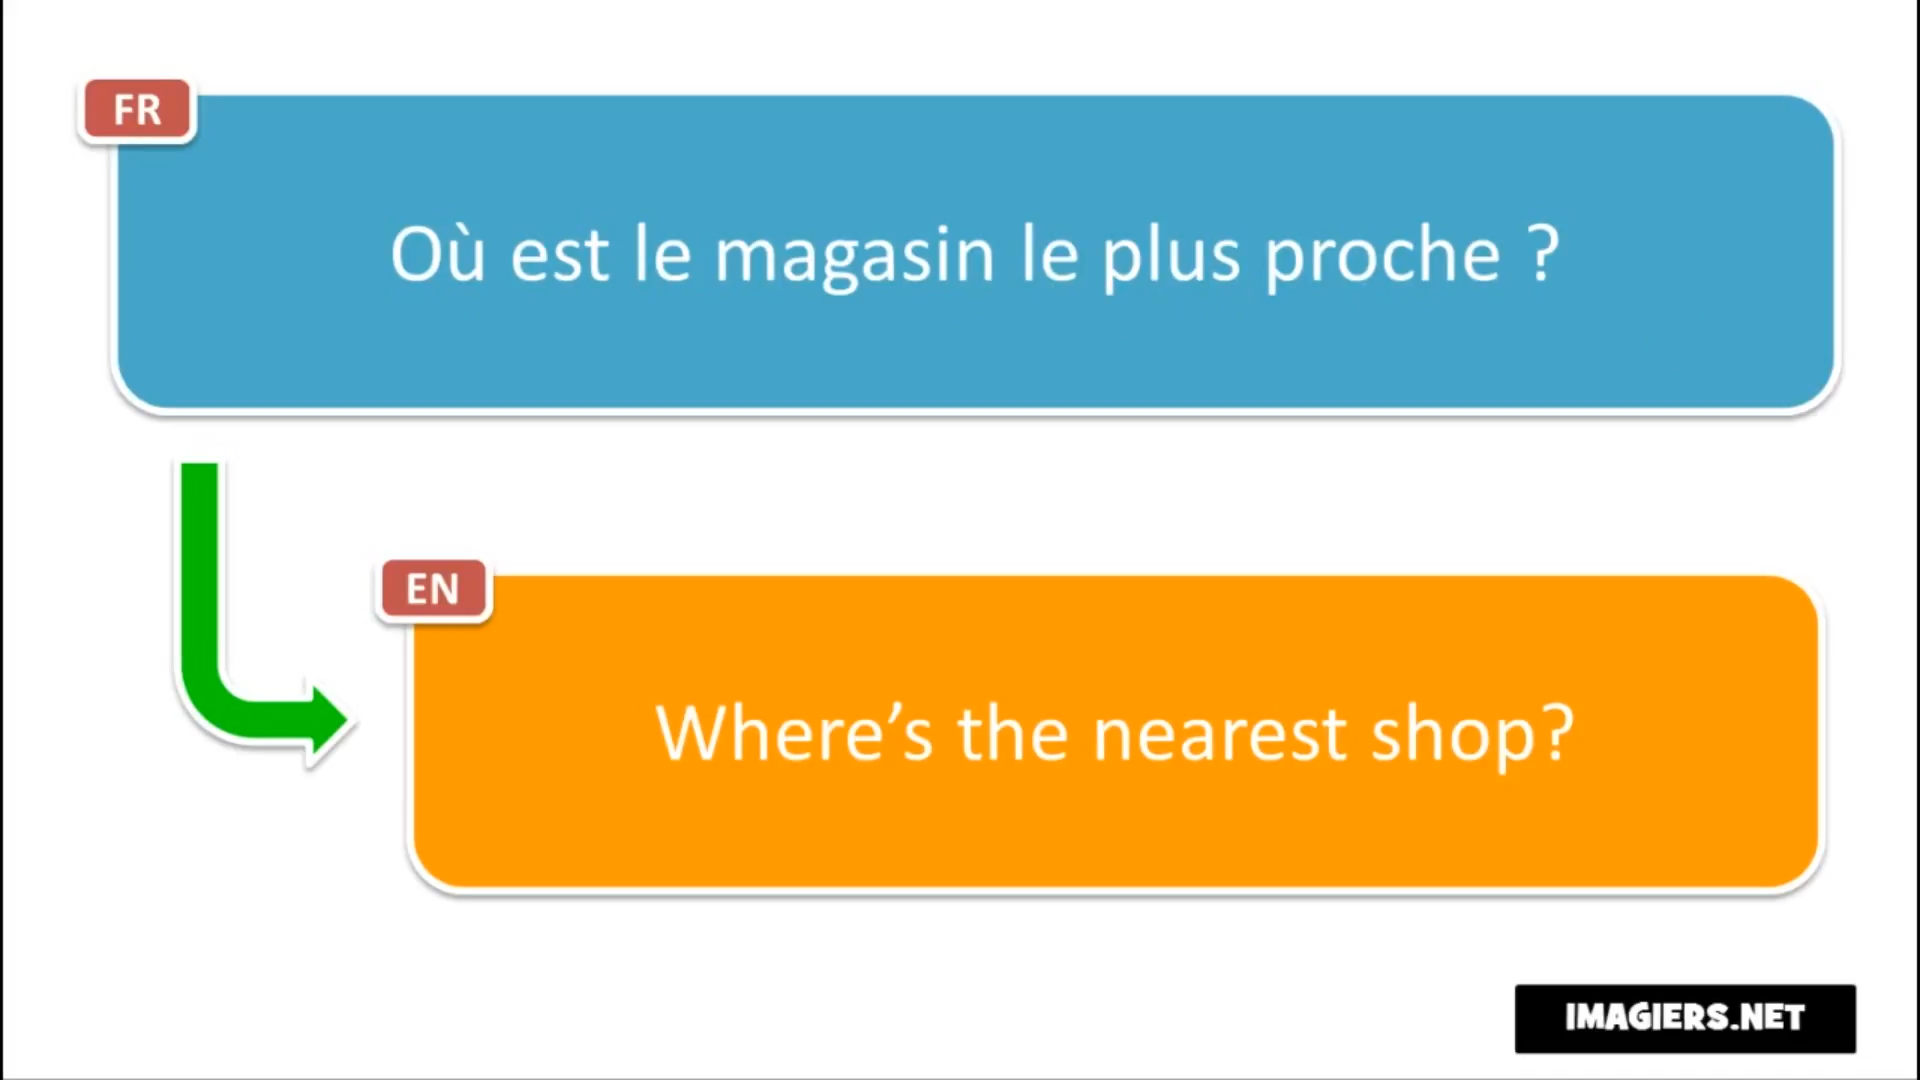 FR
Où est le magasin le plus proche ?
EN
Where’s the nearest shop?
IMAGIERS.NET